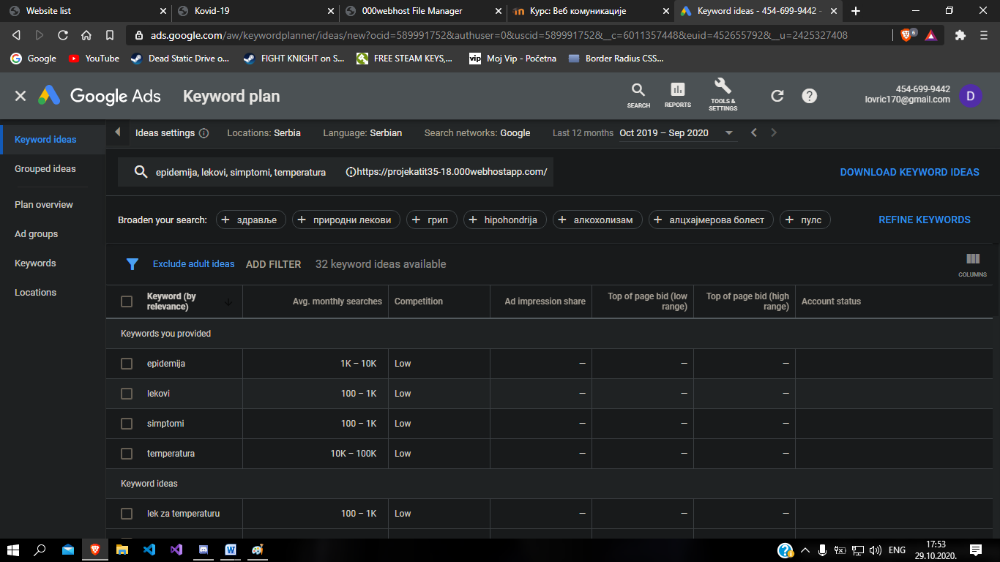 Website list
Kovid-19
000webhost File Manager
Курс: Веб комуникације
Keyword ideas - 454-699-9442 -
ads.google.com/aw/keywordplanner/ideas/new?ocid=589991752&authuser=0&uscid=589991752&__c=6011357448&euid=452655792&__u=2425327408
6
Google
YouTube
Dead Static Drive o...
FIGHT KNIGHT on S...
FREE STEAM KEYS,...
vip Moj Vip - Početna
Border Radius CSS...
Google Ads
Keyword plan
SEARCH
REPORTS
TOOLS & SETTINGS
454-699-9442
lovric170@gmail.com
D
Keyword ideas
Grouped ideas
Plan overview
Ad groups
Keywords
Locations
Ideas settings
Locations: Serbia
Language: Serbian
Search networks: Google
Last 12 months Oct 2019 – Sep 2020
epidemija, lekovi, simptomi, temperatura
https://projekatit35-18.000webhostapp.com/
DOWNLOAD KEYWORD IDEAS
Broaden your search:
+ здравље
+ природни лекови
+ грип
+ hipohondrija
+ алкохолизам
+ алцхајмерова болест
+ пулс
REFINE KEYWORDS
Exclude adult ideas
ADD FILTER
32 keyword ideas available
COLUMNS
Keyword (by relevance)
Avg. monthly searches
Competition
Ad impression share
Top of page bid (low range)
Top of page bid (high range)
Account status
Keywords you provided
epidemija 1K – 10K Low — — —
lekovi 100 – 1K Low — — —
simptomi 100 – 1K Low — — —
temperatura 10K – 100K Low — — —
Keyword ideas
lek za temperaturu 100 – 1K Low — — —
ENG
17:53
29.10.2020.